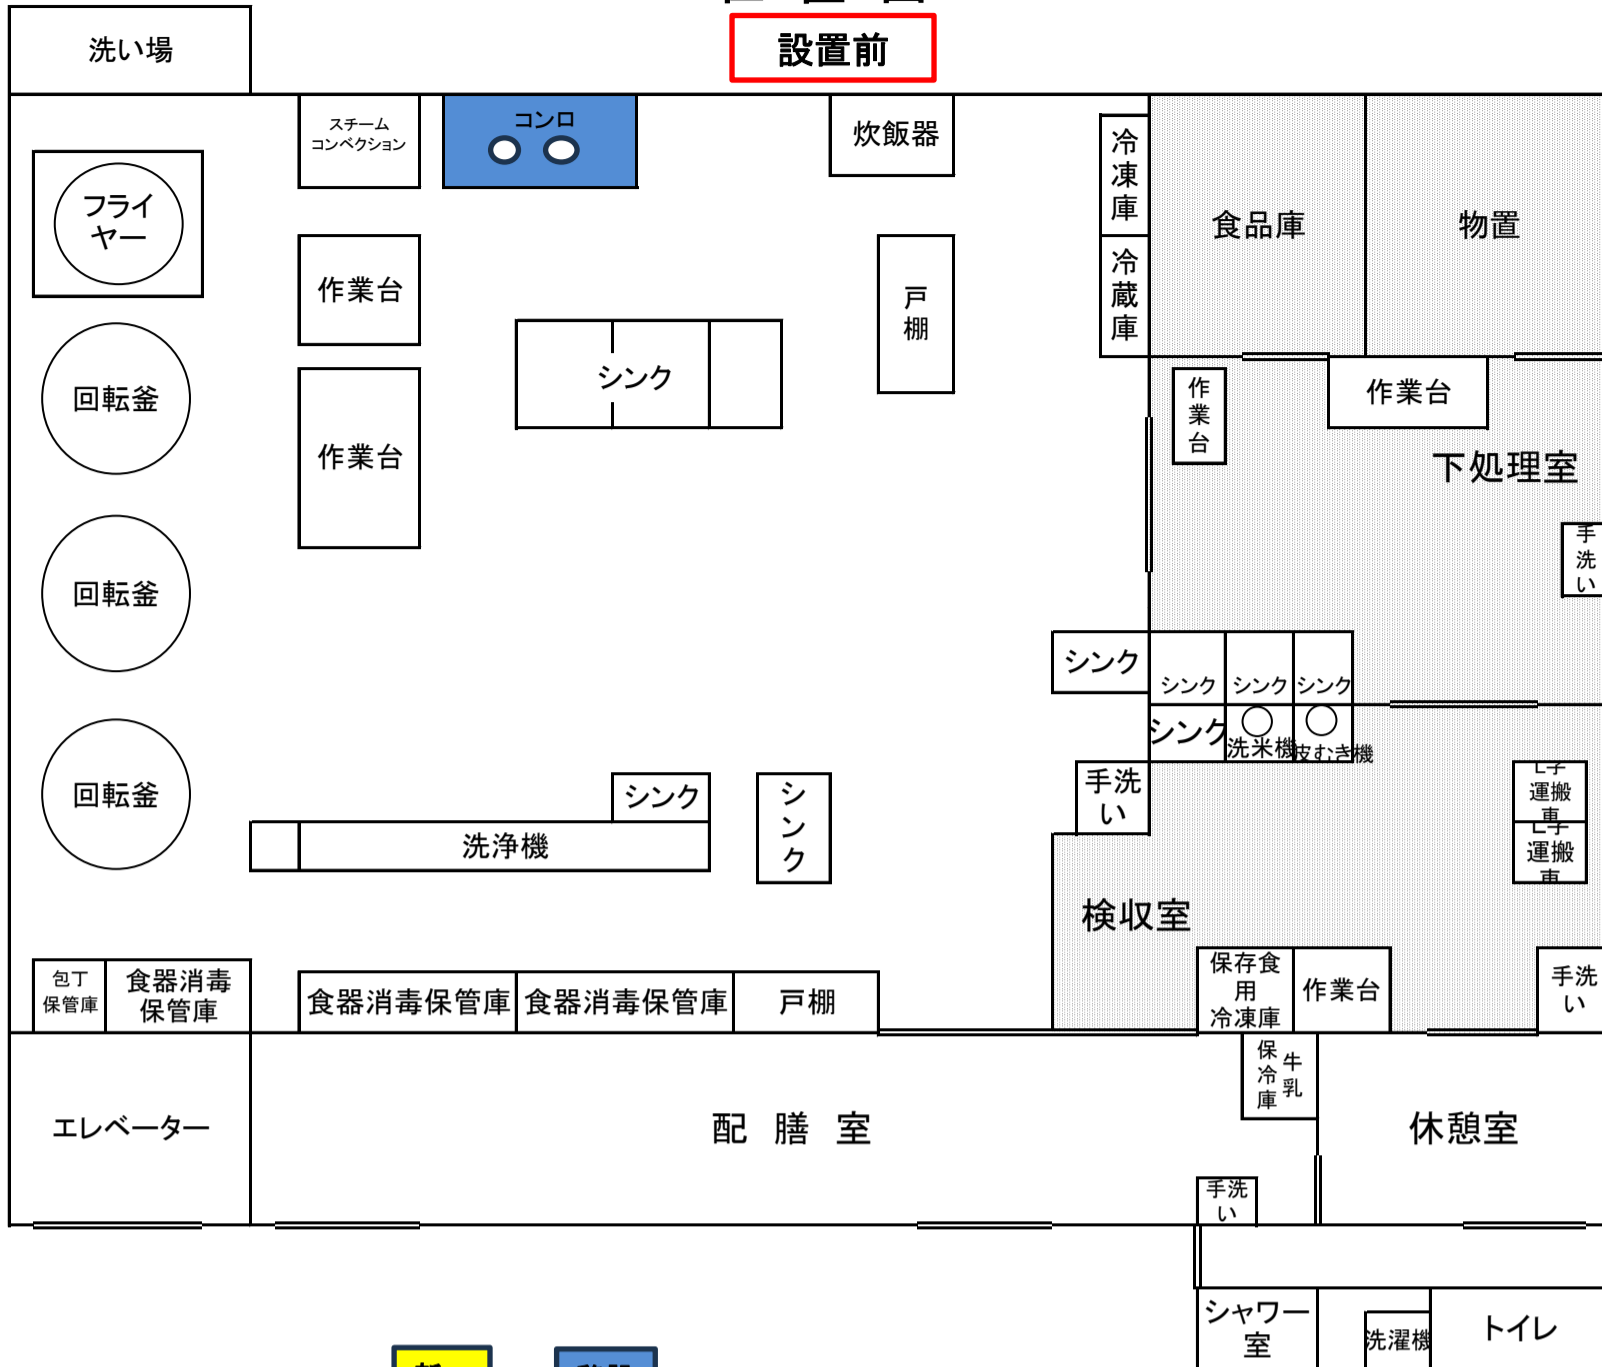 設置前
洗い場
スチーム
コンベクション
コンロ
炊飯器
冷凍庫
食品庫
物置
フライ
ヤー
作業台
戸棚
冷蔵庫
シンク
回転釜
作業台
作業台
作業台
下処理室
手洗い
回転釜
シンク
シンク
シンク
シンク
シンク
洗米機
皮むき機
手洗
い
L字
運搬
車
L字
運搬
車
回転釜
シンク
シンク
洗浄機
検収室
包丁
保管庫
食器消毒
保管庫
食器消毒保管庫
食器消毒保管庫
戸棚
保存食
用
冷凍庫
作業台
手洗
い
牛乳
保冷庫
エレベーター
配 膳 室
休憩室
手洗
い
シャワー
室
洗濯機
トイレ